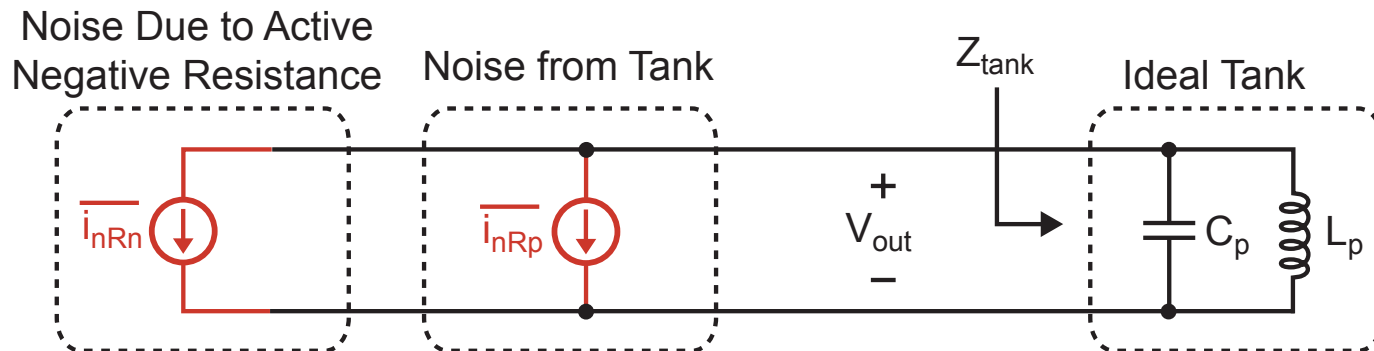 Noise Due to Active
Negative Resistance
Noise from Tank
Z_tank
Ideal Tank
i_nRn
i_nRp
+
V_out
−
C_p
L_p